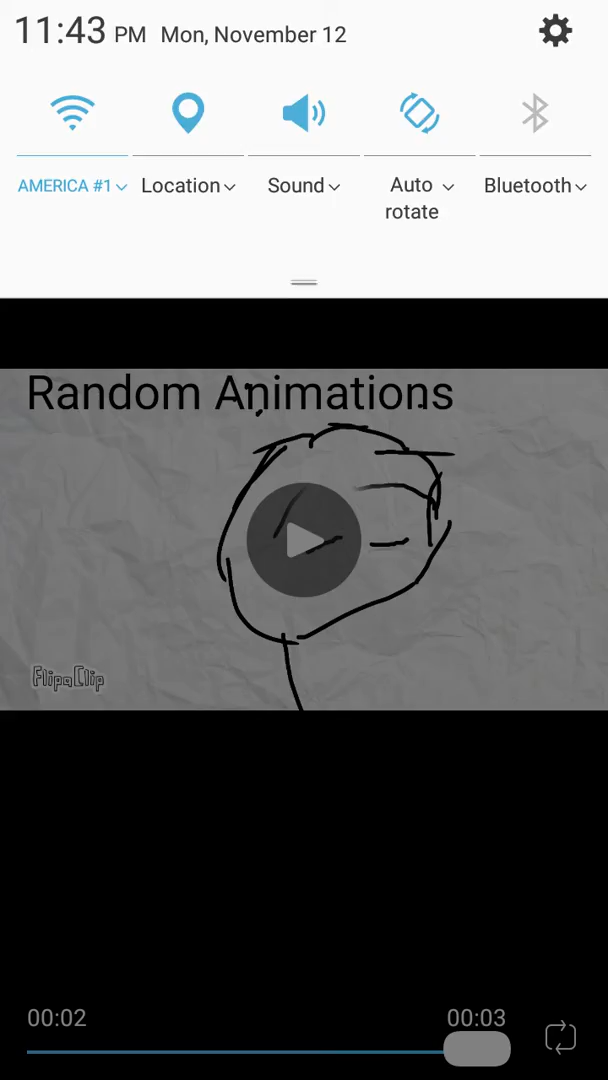 11:43 PM Mon, November 12
AMERICA #1 Location Sound Auto rotate Bluetooth
Random Animations
FlipaClip
00:02 00:03